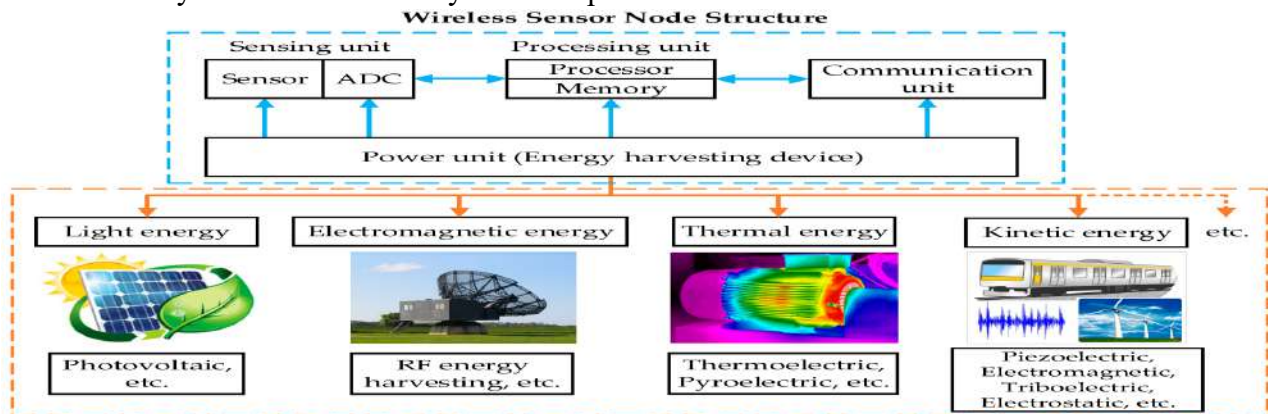 Wireless Sensor Node Structure
Sensing unit
Processing unit
Sensor
ADC
Processor
Memory
Communication
unit
Power unit (Energy harvesting device)
Light energy
Electromagnetic energy
Thermal energy
Kinetic energy
etc.
Photovoltaic,
etc.
RF energy
harvesting, etc.
Thermoelectric,
Pyroelectric, etc.
Piezoelectric,
Electromagnetic,
Triboelectric,
Electrostatic, etc.